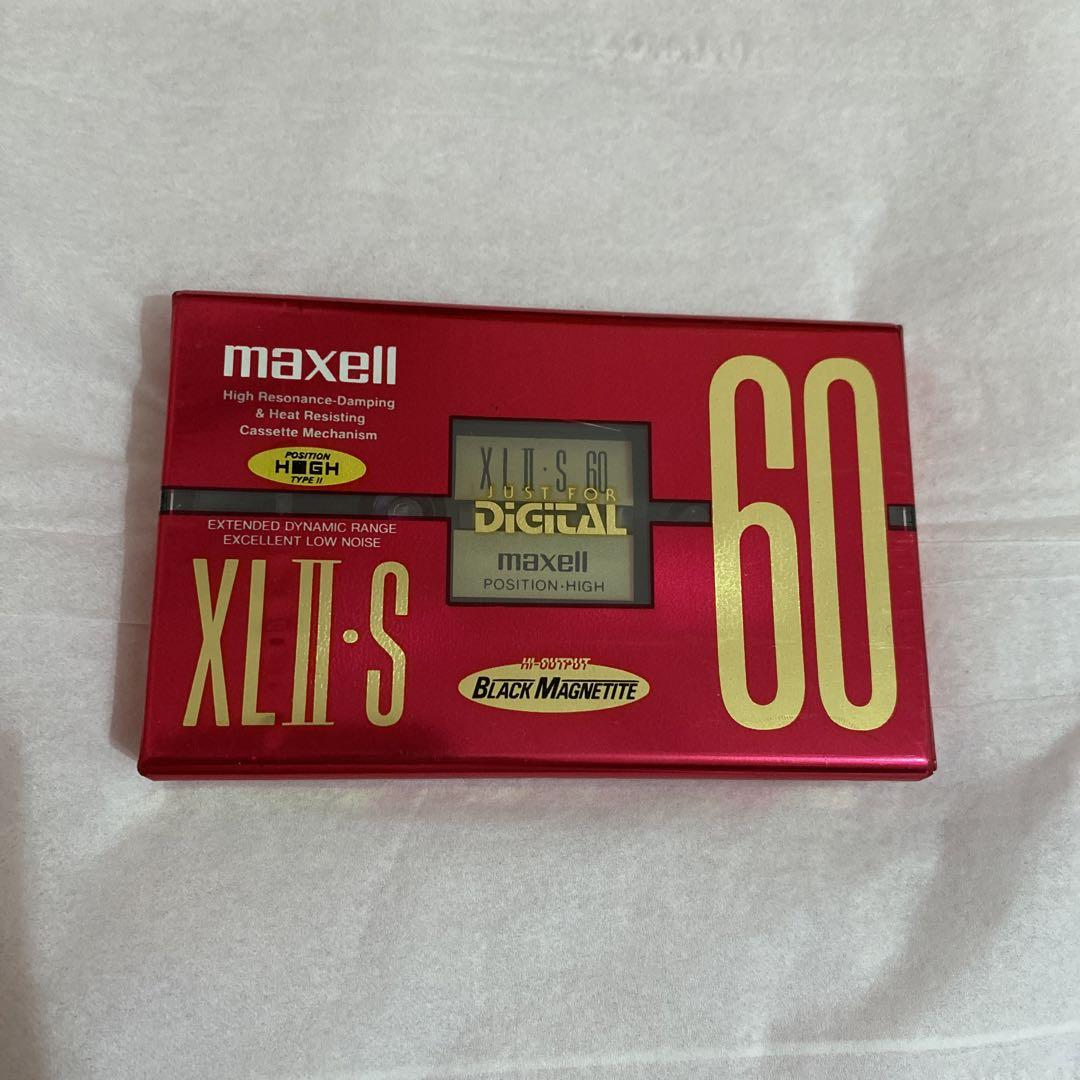 maxell
High Resonance-Damping
& Heat Resisting
Cassette Mechanism
POSITION
HIGH
TYPE II
EXTENDED DYNAMIC RANGE
EXCELLENT LOW NOISE
XLII·S
XLII·S 60
JUST FOR
DiGiTAL
maxell
POSITION·HIGH
HI-OUTPUT
BLACK MAGNETITE
60